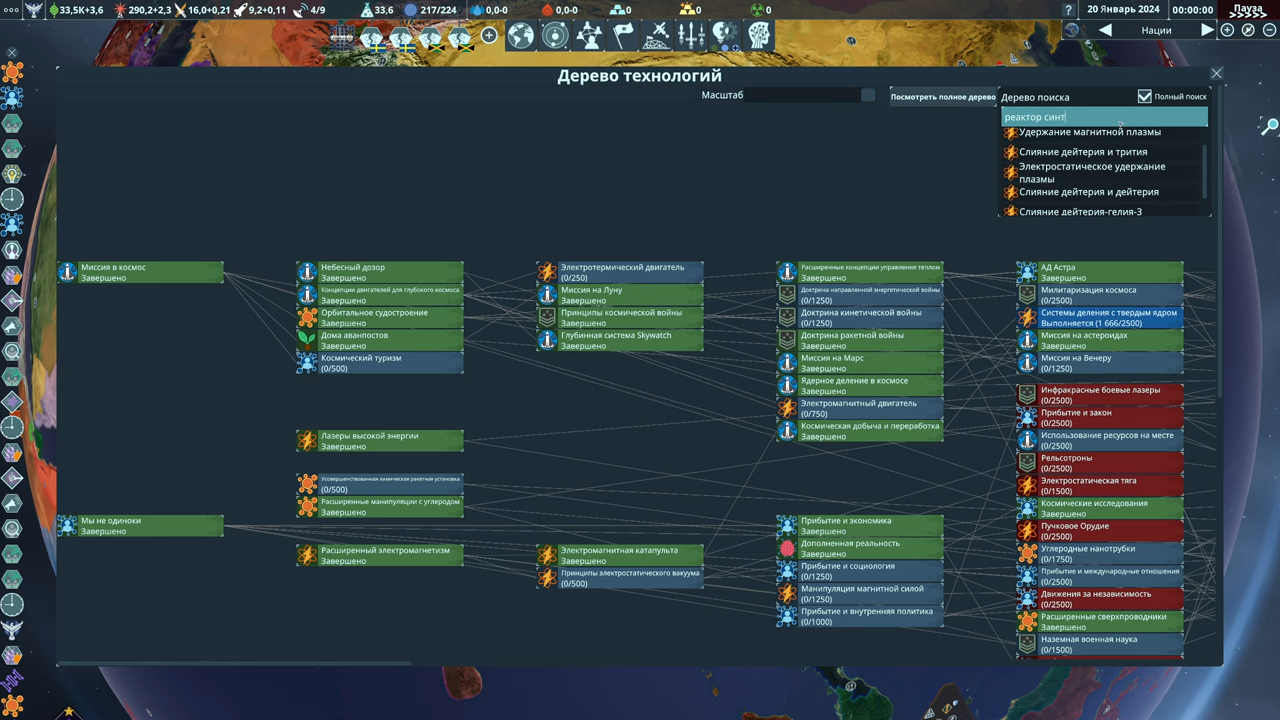 33,5K+3,6
290,2+2,3
16,0+0,21
9,2+0,11
4/9
33,6
217/224
0,0-0
0,0-0
0
0
0
?
20 Январь 2024
00:00:00
Пауза
>>>>>
Нации
Дерево технологий
Масштаб
Посмотреть полное дерево
Дерево поиска
Полный поиск
реактор синт
Удержание магнитной плазмы
Слияние дейтерия и трития
Электростатическое удержание
плазмы
Слияние дейтерия и дейтерия
Слияние дейтерия-гелия-3
Миссия в космос
Завершено
Мы не одиноки
Завершено
Небесный дозор
Завершено
Концепции двигателей для глубокого космоса
Завершено
Орбитальное судостроение
Завершено
Дома аванпостов
Завершено
Космический туризм
(0/500)
Лазеры высокой энергии
Завершено
Усовершенствованная химическая ракетная установка
(0/500)
Расширенные манипуляции с углеродом
Завершено
Расширенный электромагнетизм
Завершено
Электротермический двигатель
(0/250)
Миссия на Луну
Завершено
Принципы космической войны
Завершено
Глубинная система Skywatch
Завершено
Электромагнитная катапульта
Завершено
Принципы электростатического вакуума
(0/500)
Расширенные концепции управления теплом
Завершено
Доктрина направленной энергетической войны
(0/1250)
Доктрина кинетической войны
(0/1250)
Доктрина ракетной войны
Завершено
Миссия на Марс
Завершено
Ядерное деление в космосе
Завершено
Электромагнитный двигатель
(0/750)
Космическая добыча и переработка
Завершено
Прибытие и экономика
Завершено
Дополненная реальность
Завершено
Прибытие и социология
(0/1250)
Манипуляция магнитной силой
(0/1250)
Прибытие и внутренняя политика
(0/1000)
АД Астра
Завершено
Милитаризация космоса
(0/2500)
Системы деления с твердым ядром
Выполняется (1 666/2500)
Миссия на астероидах
Завершено
Миссия на Венеру
(0/1250)
Инфракрасные боевые лазеры
(0/2500)
Прибытие и закон
(0/2500)
Использование ресурсов на месте
(0/2500)
Рельсотроны
(0/2500)
Электростатическая тяга
(0/1500)
Космические исследования
Завершено
Пучковое Орудие
(0/2500)
Углеродные нанотрубки
(0/1750)
Прибытие и международные отношения
(0/2500)
Движения за независимость
(0/2500)
Расширенные сверхпроводники
Завершено
Наземная военная наука
(0/1500)